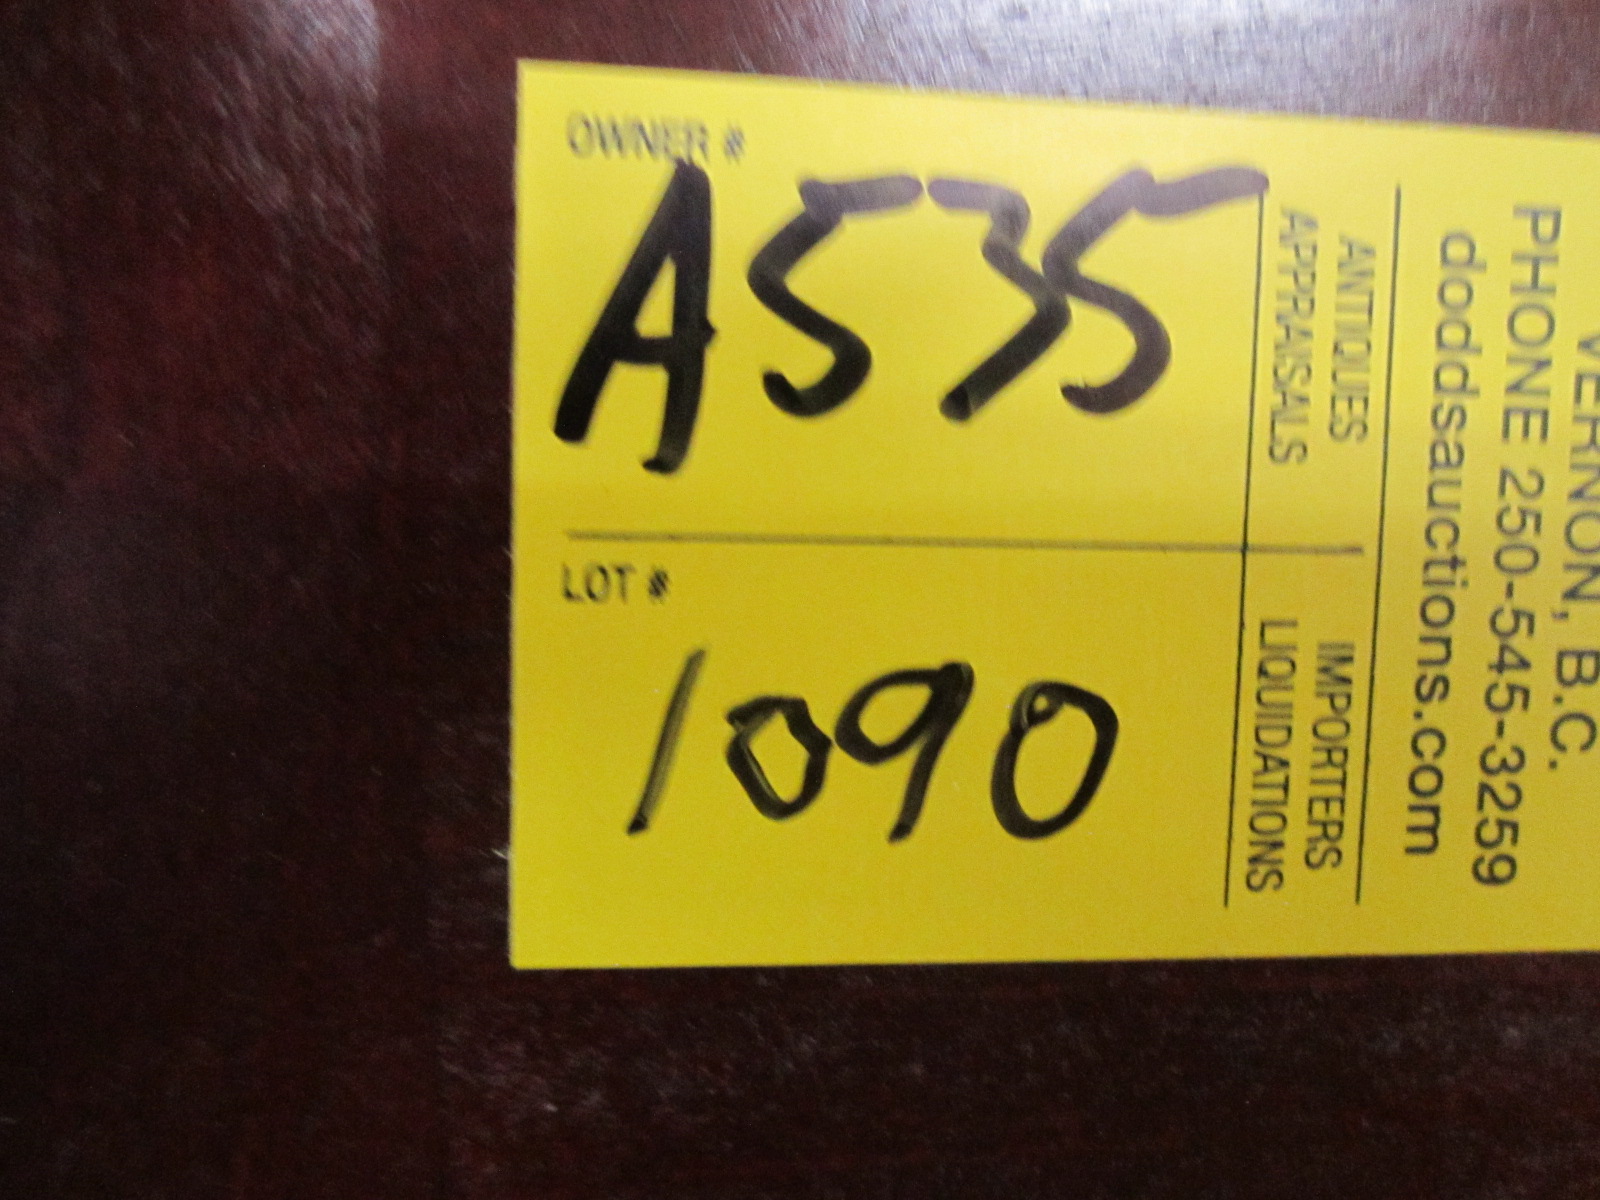 VERNON, B.C.
PHONE 250-545-3259
doddsauctions.com
ANTIQUES
APPRAISALS
IMPORTERS
LIQUIDATIONS
OWNER #
A535
LOT #
1090